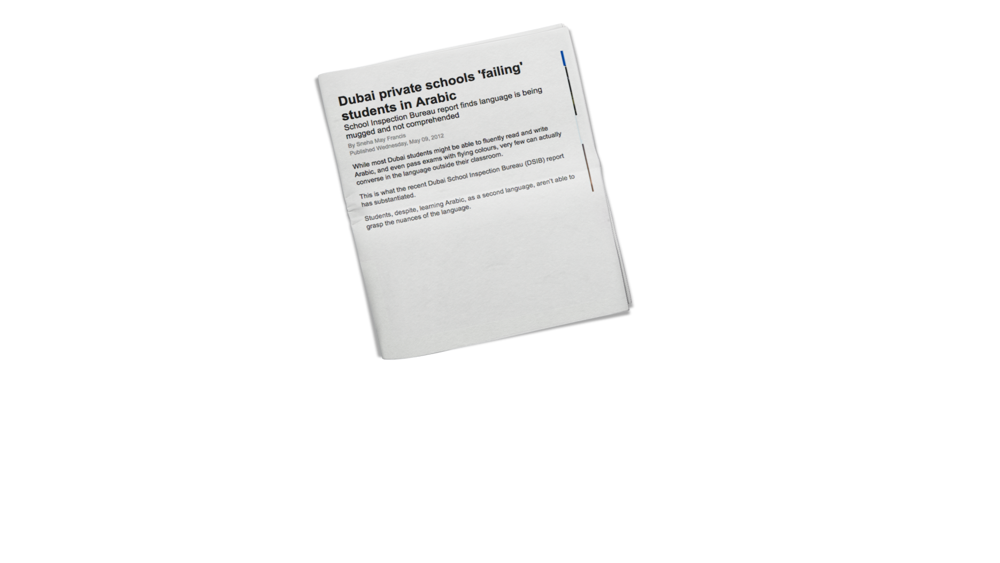 Dubai private schools 'failing'
students in Arabic
School Inspection Bureau report finds language is being
mugged and not comprehended
By Sneha May Francis
Published Wednesday, May 09, 2012
While most Dubai students might be able to fluently read and write
Arabic, and even pass exams with flying colours, very few can actually
converse in the language outside their classroom.
This is what the recent Dubai School Inspection Bureau (DSIB) report
has substantiated.
Students, despite, learning Arabic, as a second language, aren't able to
grasp the nuances of the language.